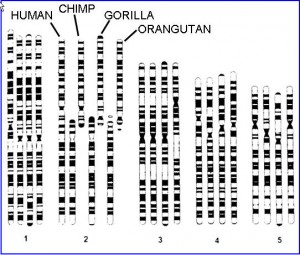 HUMAN
CHIMP
GORILLA
ORANGUTAN
1 2 3 4 5